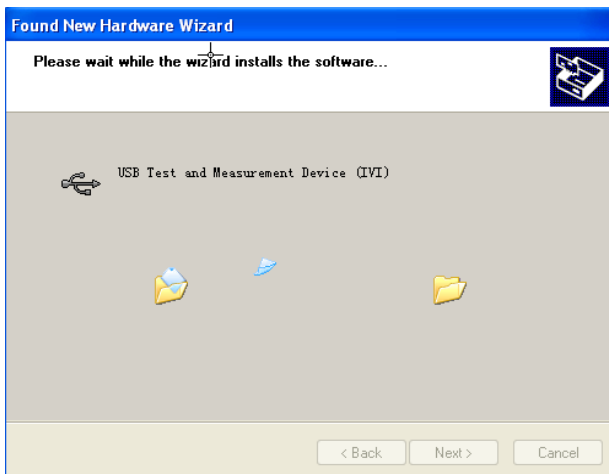 Found New Hardware Wizard
Please wait while the wizard installs the software...
USB Test and Measurement Device (IVI)
< Back
Next >
Cancel